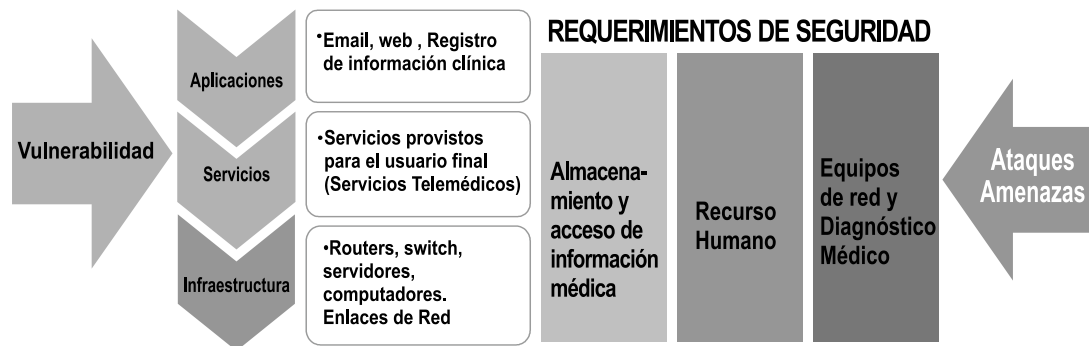 Vulnerabilidad
Aplicaciones
•Email, web , Registro
de información clínica
Servicios
•Servicios provistos
para el usuario final
(Servicios Telemédicos)
Infraestructura
•Routers, switch,
servidores,
computadores.
Enlaces de Red
REQUERIMIENTOS DE SEGURIDAD
Almacena-
miento y
acceso de
información
médica
Recurso
Humano
Equipos
de red y
Diagnóstico
Médico
Ataques
Amenazas